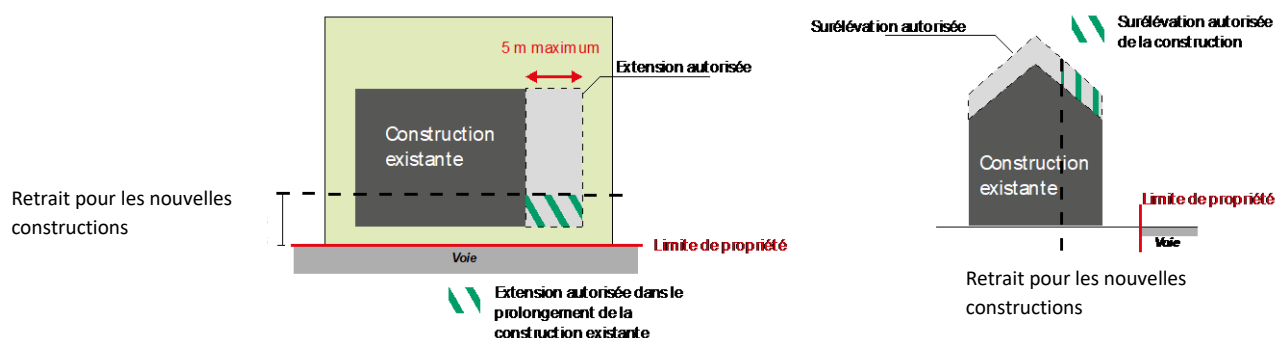 5 m maximum
Extension autorisée
Construction
existante
Retrait pour les nouvelles
constructions
Limite de propriété
Voie
Extension autorisée dans le
prolongement de la
construction existante
Surélévation autorisée
Surélévation autorisée
de la construction
Construction
existante
Limite de propriété
Voie
Retrait pour les nouvelles
constructions